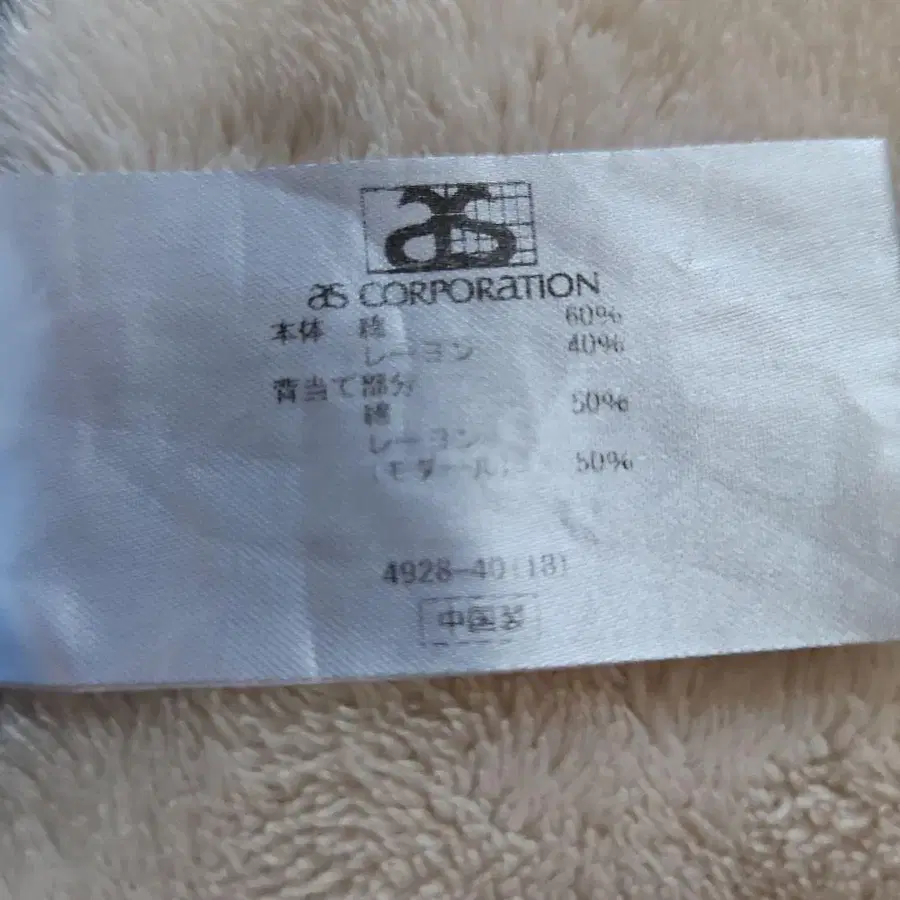 as
as CORPORATION
本体 綿 60%
レーヨン 40%
背当て部分
綿 50%
レーヨン
(モダール) 50%
4928-40(18)
中国製